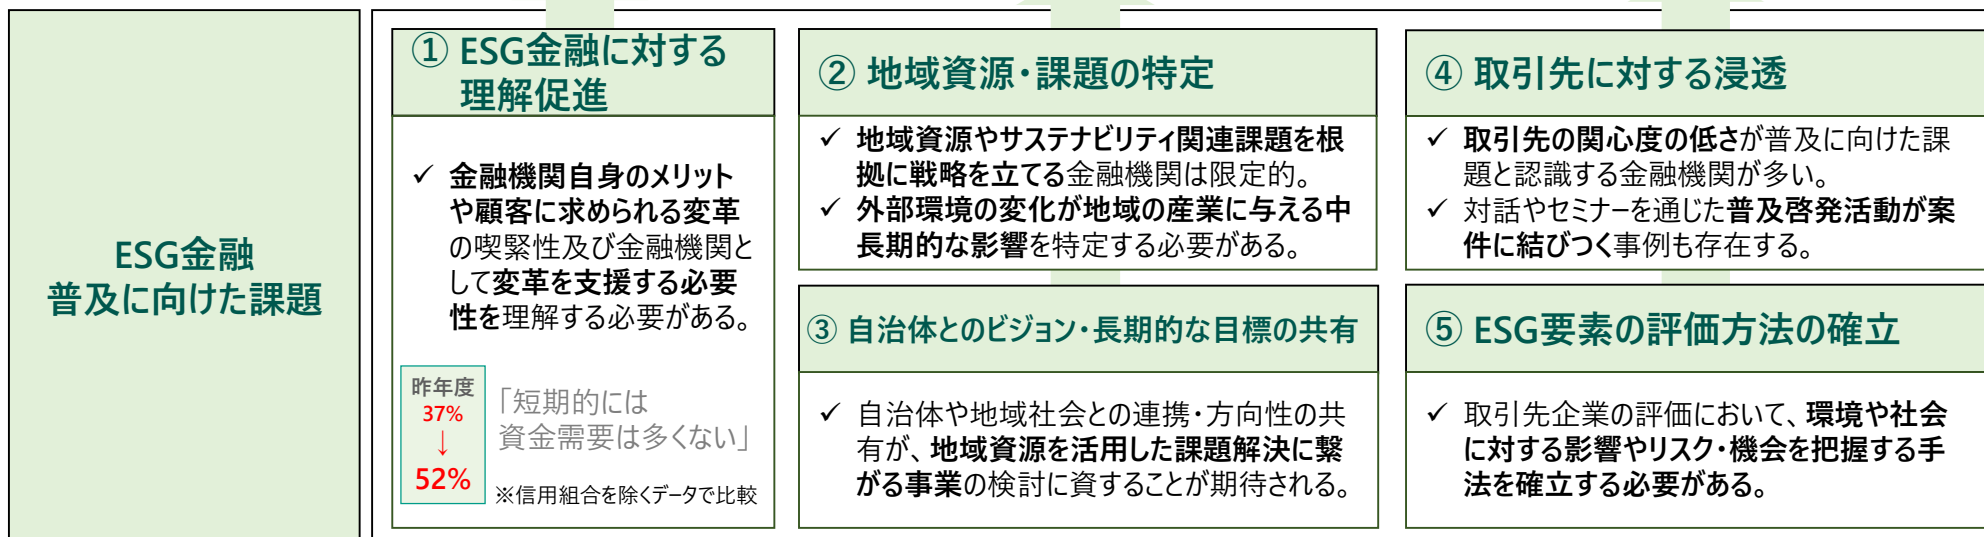 ESG金融
普及に向けた課題
① ESG金融に対する
理解促進
✓ 金融機関自身のメリット
や顧客に求められる変革
の喫緊性及び金融機関と
して変革を支援する必要
性を理解する必要がある。
昨年度
37%
↓
52%
「短期的には
資金需要は多くない」
※信用組合を除くデータで比較
② 地域資源・課題の特定
✓ 地域資源やサステナビリティ関連課題を根
拠に戦略を立てる金融機関は限定的。
✓ 外部環境の変化が地域の産業に与える中
長期的な影響を特定する必要がある。
③ 自治体とのビジョン・長期的な目標の共有
✓ 自治体や地域社会との連携・方向性の共
有が、地域資源を活用した課題解決に繋
がる事業の検討に資することが期待される。
④ 取引先に対する浸透
✓ 取引先の関心度の低さが普及に向けた課
題と認識する金融機関が多い。
✓ 対話やセミナーを通じた普及啓発活動が案
件に結びつく事例も存在する。
⑤ ESG要素の評価方法の確立
✓ 取引先企業の評価において、環境や社会
に対する影響やリスク・機会を把握する手
法を確立する必要がある。